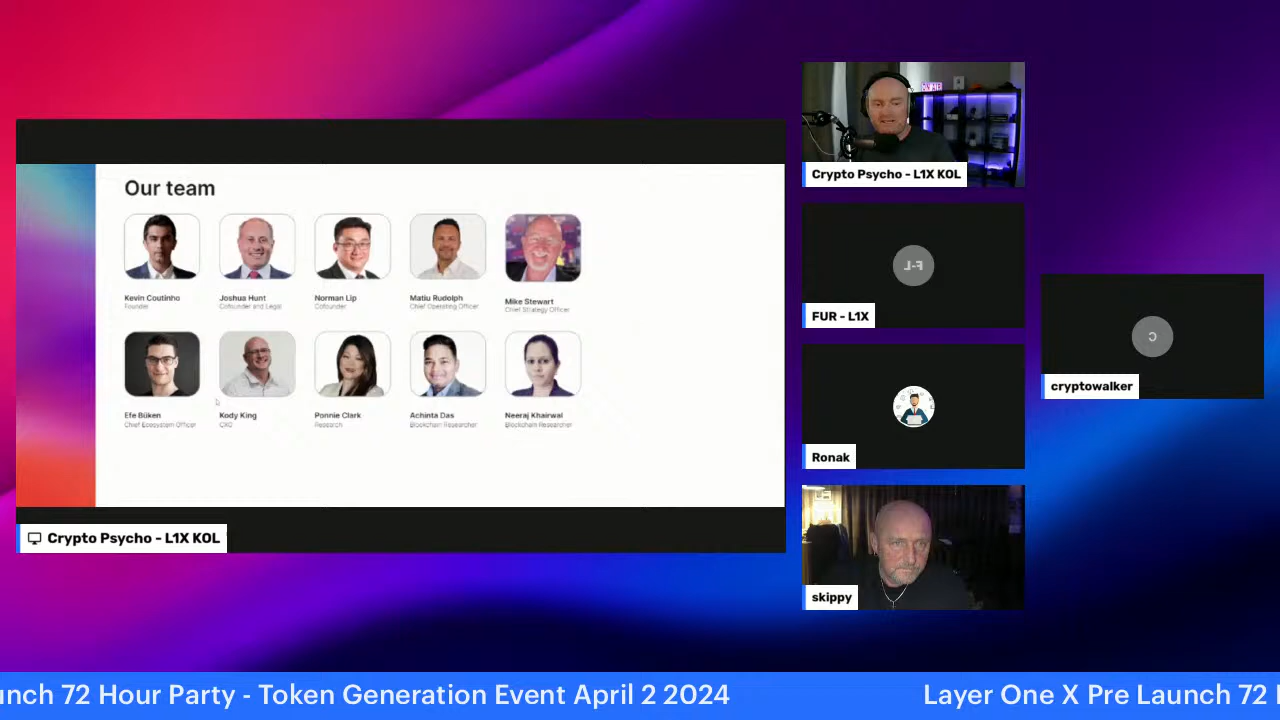 Our team
Kevin Coutinho
Founder
Joshua Hunt
Cofounder and Legal
Norman Lip
Cofounder
Matiu Rudolph
Chief Operating Officer
Mike Stewart
Chief Strategy Officer
Efe Büken
Chief Ecosystem Officer
Kody King
CXO
Ponnie Clark
Research
Achinta Das
Blockchain Researcher
Neeraj Khairwal
Blockchain Researcher
Crypto Psycho - L1X KOL
Crypto Psycho - L1X KOL
F-L
FUR - L1X
Ronak
skippy
C
cryptowalker
unch 72 Hour Party - Token Generation Event April 2 2024 Layer One X Pre Launch 72